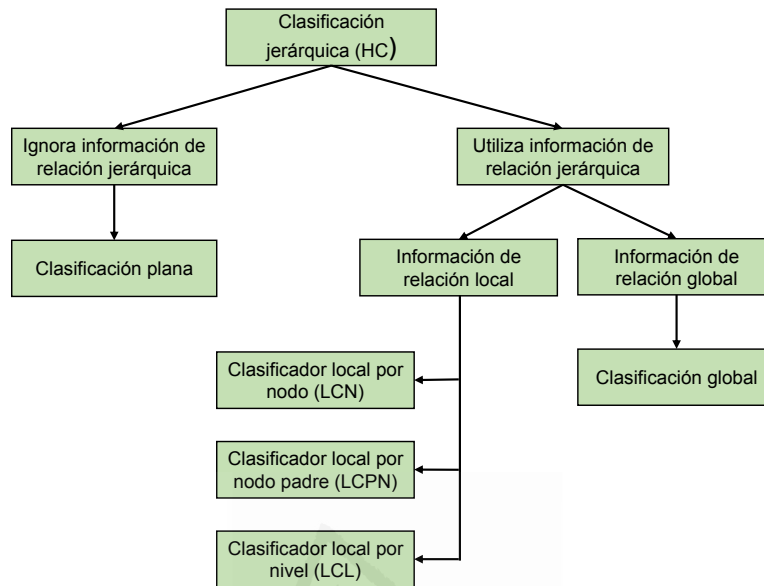 Clasificación
jerárquica (HC)
Ignora información de
relación jerárquica
Utiliza información de
relación jerárquica
Clasificación plana
Información de
relación local
Información de
relación global
Clasificador local por
nodo (LCN)
Clasificación global
Clasificador local por
nodo padre (LCPN)
Clasificador local por
nivel (LCL)